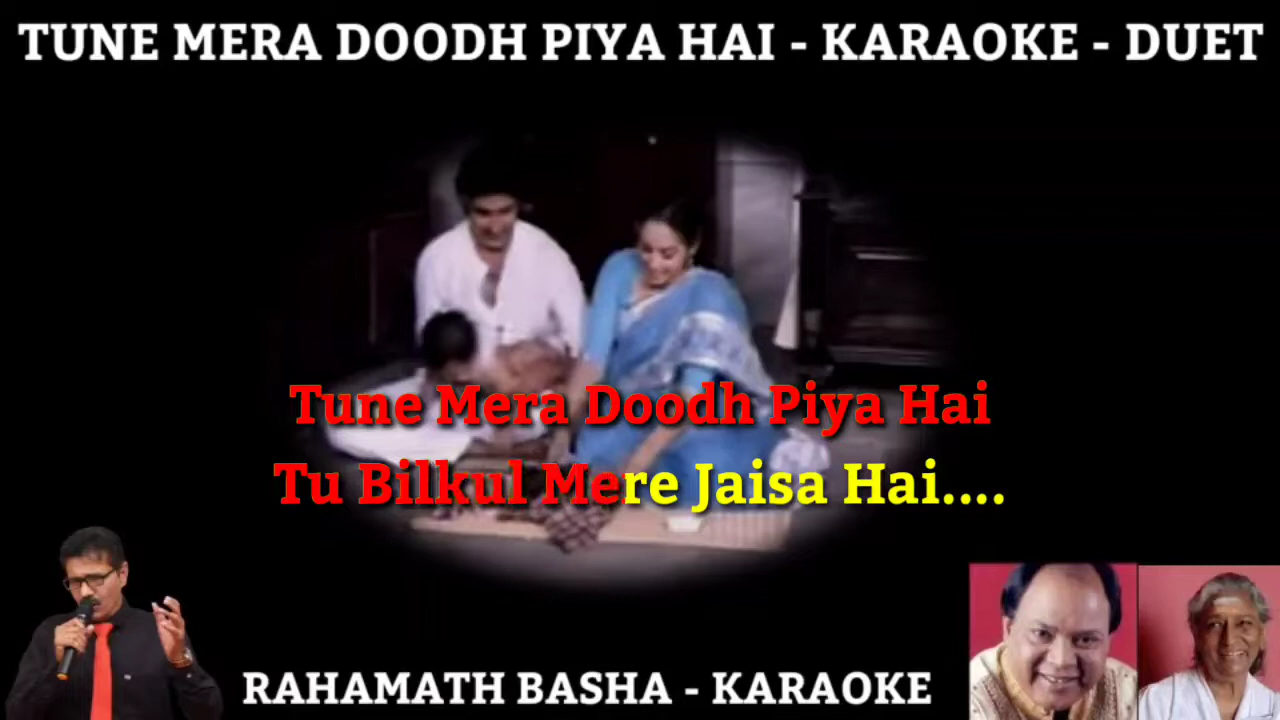 TUNE MERA DOODH PIYA HAI - KARAOKE - DUET
Tune Mera Doodh Piya Hai
Tu Bilkul Mere Jaisa Hai....
RAHAMATH BASHA - KARAOKE